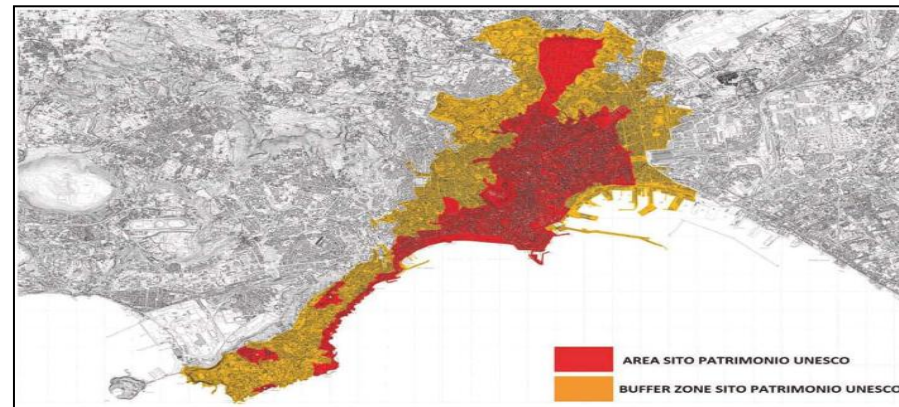 AREA SITO PATRIMONIO UNESCO
BUFFER ZONE SITO PATRIMONIO UNESCO